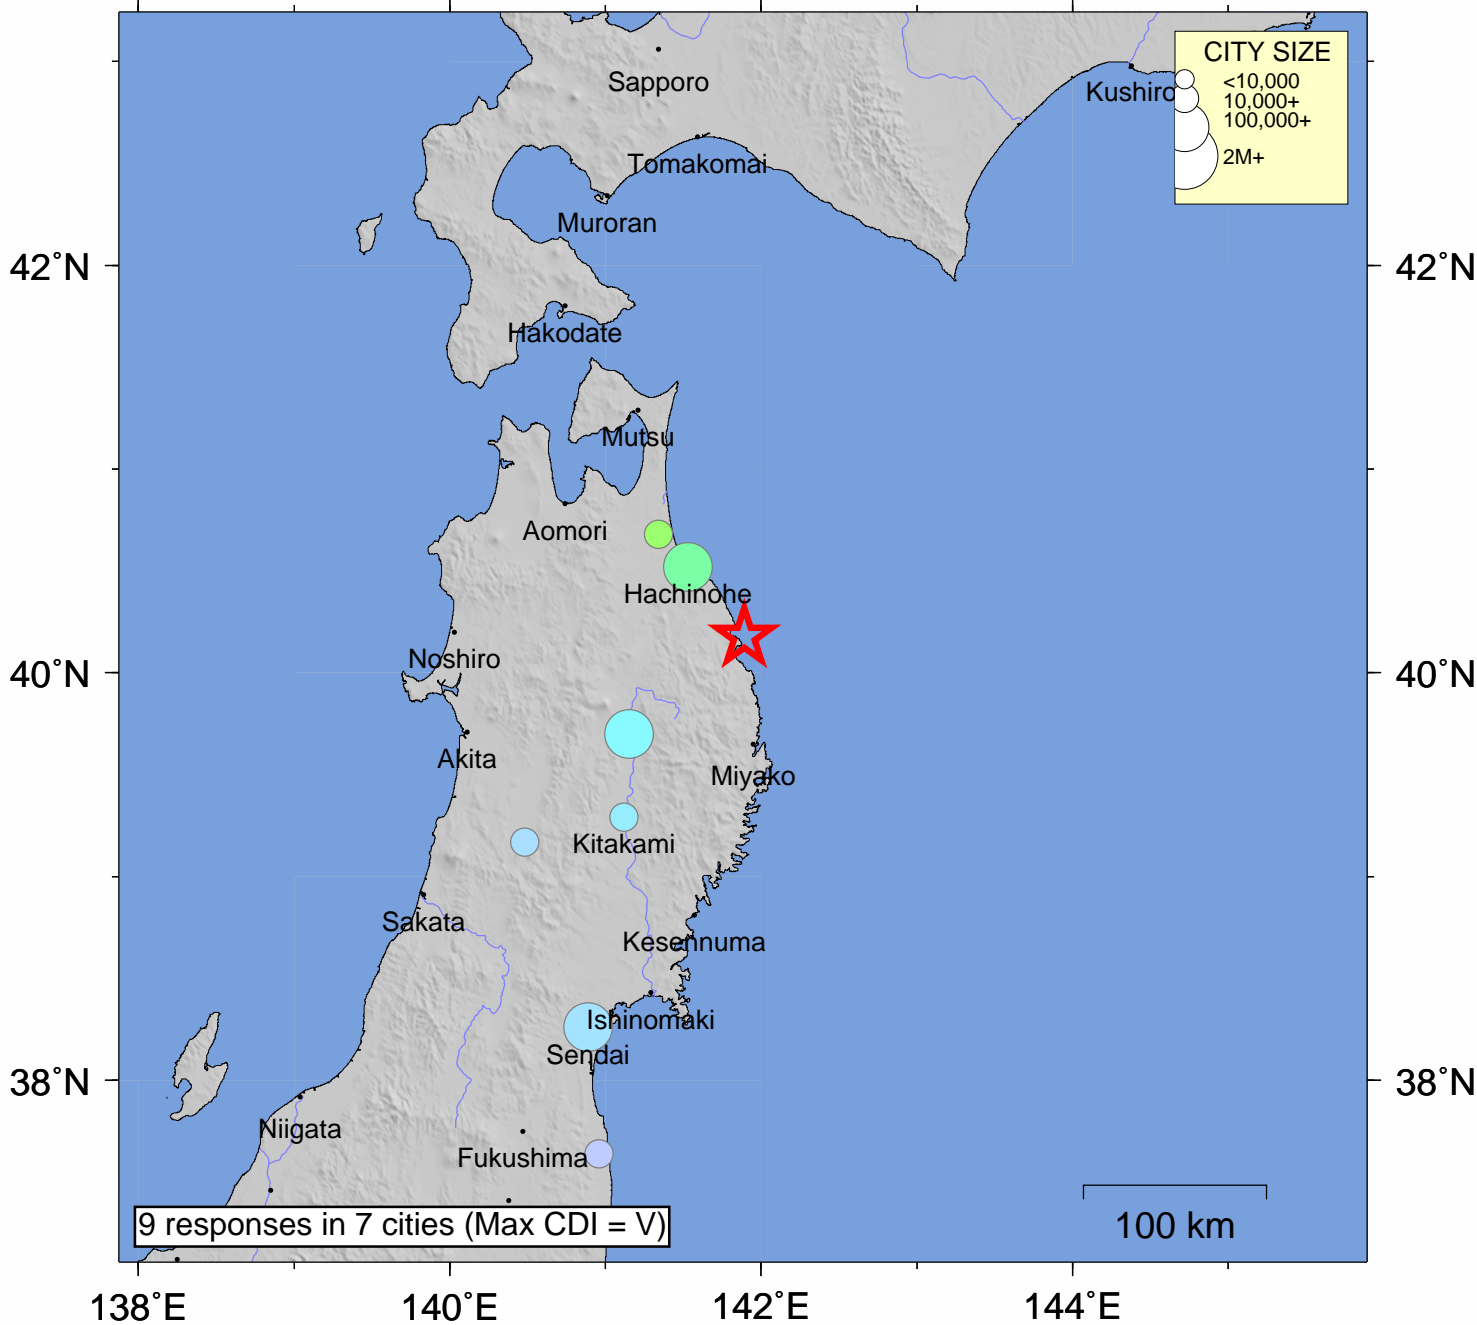 CITY SIZE
<10,000
10,000+
100,000+
2M+
Sapporo
Kushiro
Tomakomai
Muroran
42˚N
42˚N
Hakodate
Mutsu
Aomori
Hachinohe
Noshiro
40˚N
40˚N
Akita
Miyako
Kitakami
Sakata
Kesennuma
Ishinomaki
Sendai
38˚N
38˚N
Niigata
Fukushima
9 responses in 7 cities (Max CDI = V)
100 km
138˚E
140˚E
142˚E
144˚E